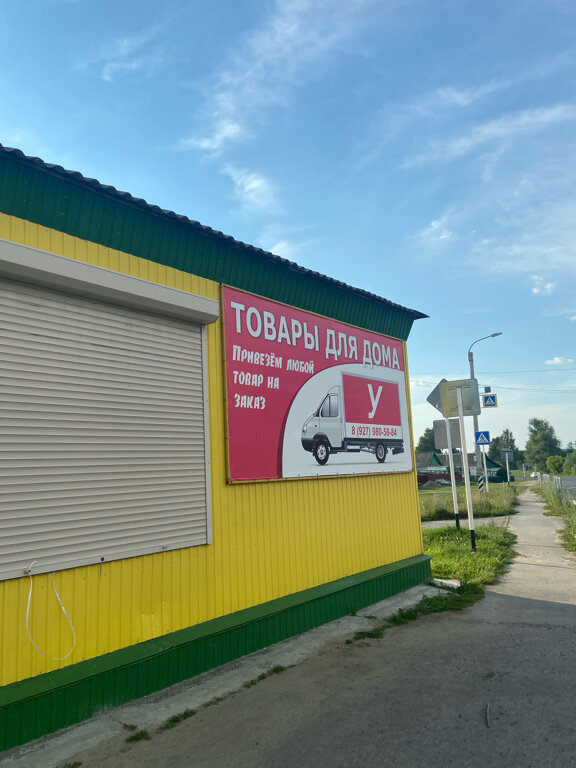 ТОВАРЫ ДЛЯ ДОМА
ПРИВЕЗЁМ ЛЮБОЙ
ТОВАР НА
ЗАКАЗ
У
8 (927) 980-58-84